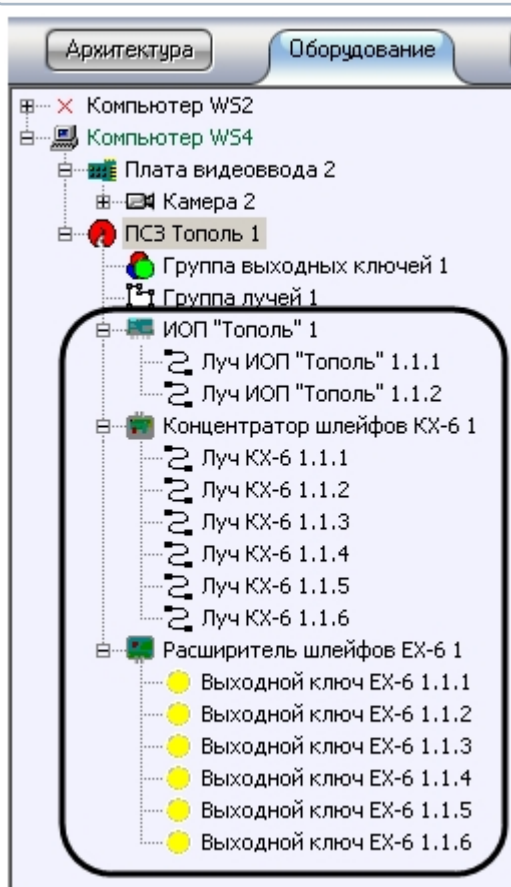 Архитектура Оборудование
Компьютер WS2
Компьютер WS4
Плата видеоввода 2
Камера 2
ПСЗ Тополь 1
Группа выходных ключей 1
Группа лучей 1
ИОП "Тополь" 1
Луч ИОП "Тополь" 1.1.1
Луч ИОП "Тополь" 1.1.2
Концентратор шлейфов КХ-6 1
Луч КХ-6 1.1.1
Луч КХ-6 1.1.2
Луч КХ-6 1.1.3
Луч КХ-6 1.1.4
Луч КХ-6 1.1.5
Луч КХ-6 1.1.6
Расширитель шлейфов ЕХ-6 1
Выходной ключ ЕХ-6 1.1.1
Выходной ключ ЕХ-6 1.1.2
Выходной ключ ЕХ-6 1.1.3
Выходной ключ ЕХ-6 1.1.4
Выходной ключ ЕХ-6 1.1.5
Выходной ключ ЕХ-6 1.1.6